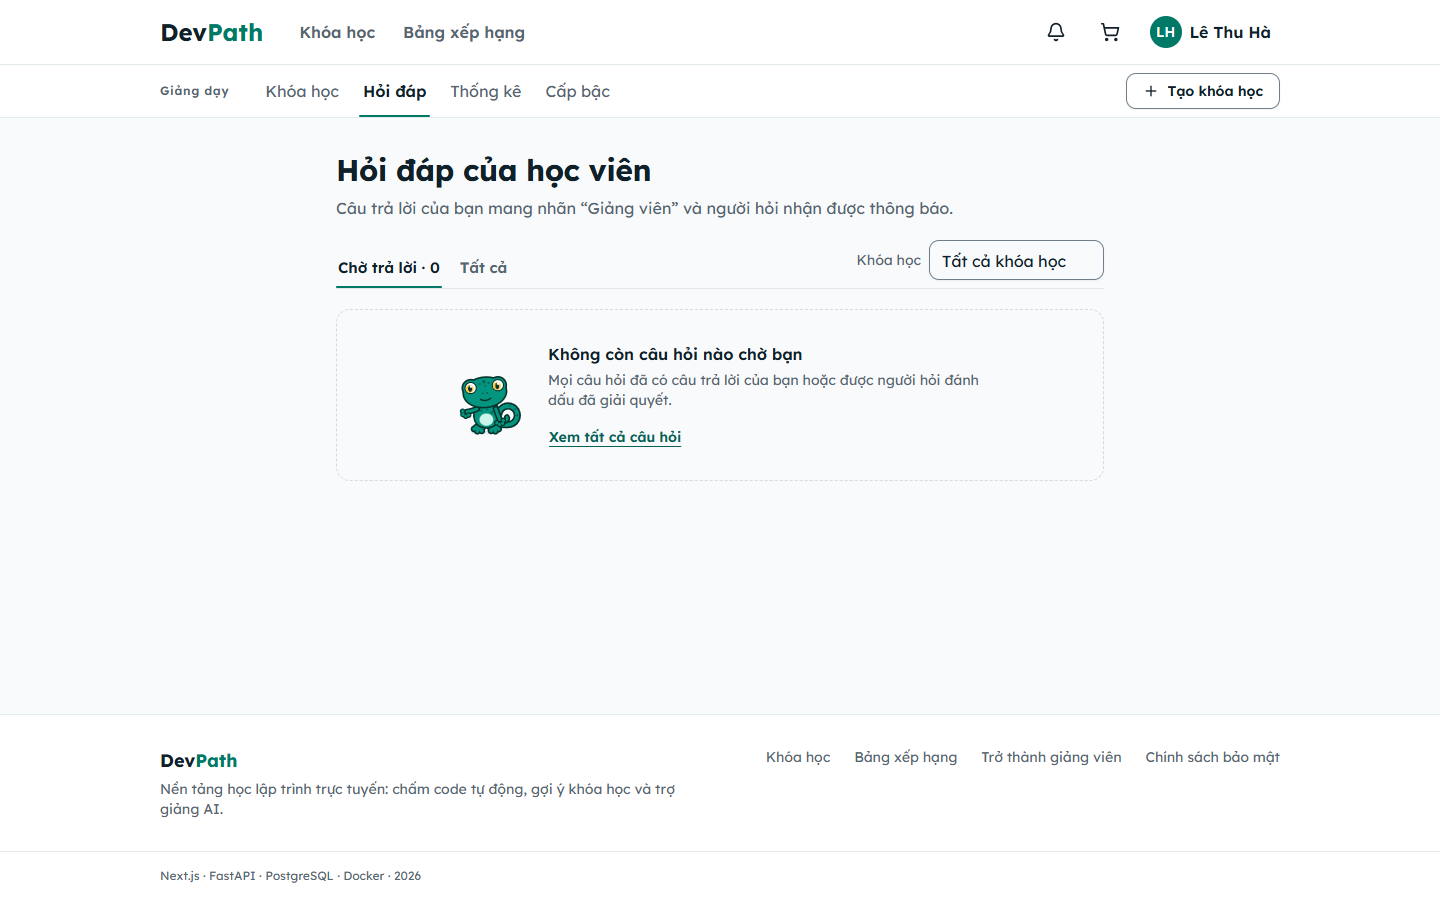 DevPath
Khóa học
Bảng xếp hạng
LH
Lê Thu Hà
Giảng dạy
Khóa học
Hỏi đáp
Thống kê
Cấp bậc
Tạo khóa học
Hỏi đáp của học viên
Câu trả lời của bạn mang nhãn “Giảng viên” và người hỏi nhận được thông báo.
Chờ trả lời · 0
Tất cả
Khóa học
Tất cả khóa học
Không còn câu hỏi nào chờ bạn
Mọi câu hỏi đã có câu trả lời của bạn hoặc được người hỏi đánh
dấu đã giải quyết.
Xem tất cả câu hỏi
DevPath
Nền tảng học lập trình trực tuyến: chấm code tự động, gợi ý khóa học và trợ
giảng AI.
Khóa học
Bảng xếp hạng
Trở thành giảng viên
Chính sách bảo mật
Next.js · FastAPI · PostgreSQL · Docker · 2026